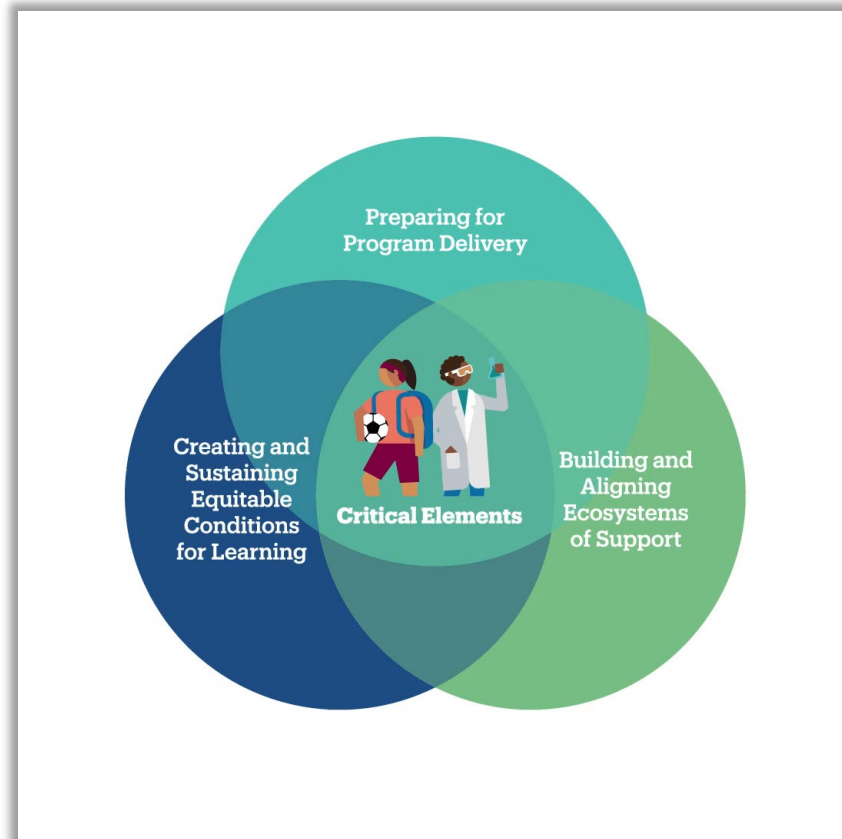 Preparing for
Program Delivery
Creating and
Sustaining
Equitable
Conditions
for Learning
Critical Elements
Building and
Aligning
Ecosystems
of Support